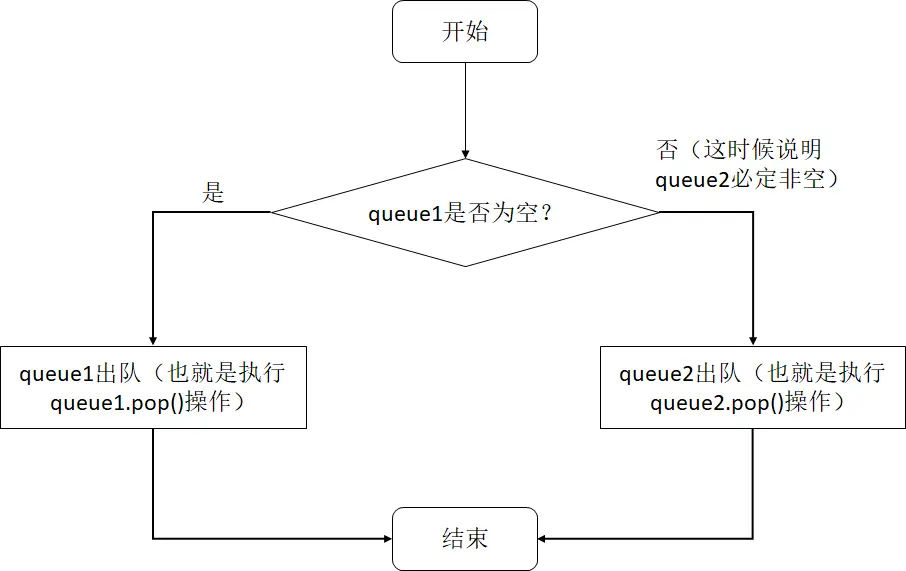 开始
否（这时候说明
queue2必定非空）
是
queue1是否为空？
queue1出队（也就是执行
queue1.pop()操作）
queue2出队（也就是执行
queue2.pop()操作）
结束